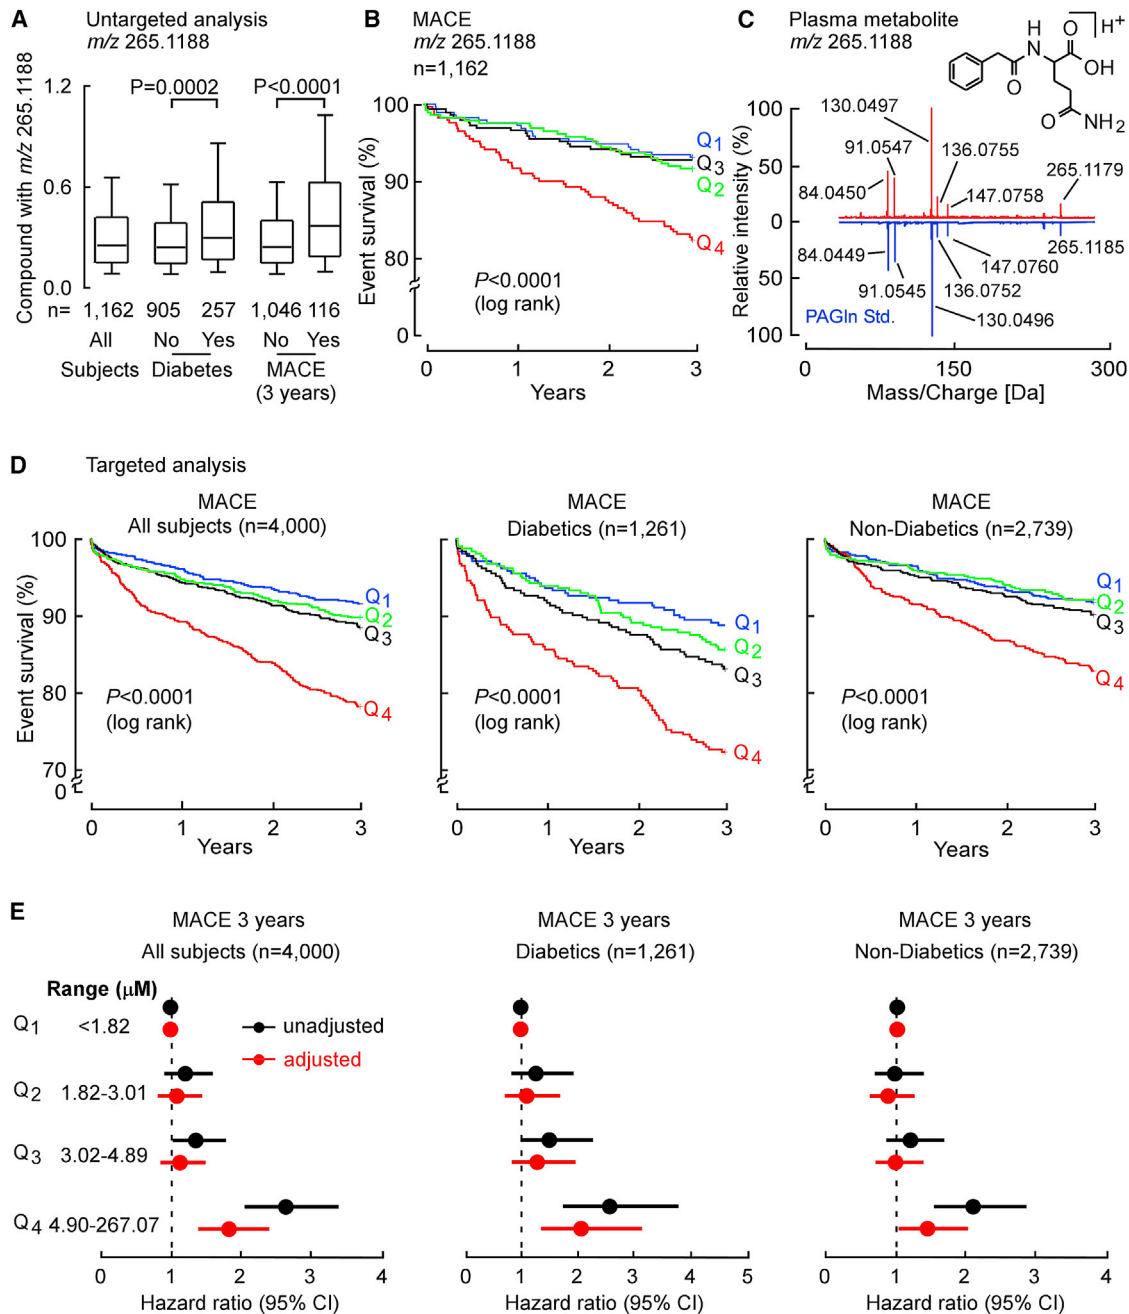 A
Untargeted analysis
m/z 265.1188
Compound with m/z 265.1188
1.2
0.6
0.0
P=0.0002
P<0.0001
n= 1,162 905 257 1,046 116
All No Yes No Yes
Subjects Diabetes MACE
(3 years)
B
MACE
m/z 265.1188
n=1,162
Event survival (%)
100
90
80
0
Q1
Q3
Q2
Q4
P<0.0001
(log rank)
0 1 2 3
Years
C
Plasma metabolite
m/z 265.1188
H+
H
N
O
O
OH
O
NH2
Relative intensity (%)
100
50
0
50
100
130.0497
91.0547
136.0755
84.0450
147.0758
265.1179
84.0449
147.0760
265.1185
91.0545
136.0752
PAGln Std.
130.0496
0 150 300
Mass/Charge [Da]
D
Targeted analysis
MACE
All subjects (n=4,000)
Event survival (%)
100
90
80
70
0
Q1
Q2
Q3
Q4
P<0.0001
(log rank)
0 1 2 3
Years
MACE
Diabetics (n=1,261)
Q1
Q2
Q3
Q4
P<0.0001
(log rank)
0 1 2 3
Years
MACE
Non-Diabetics (n=2,739)
Q1
Q2
Q3
Q4
P<0.0001
(log rank)
0 1 2 3
Years
E
MACE 3 years
All subjects (n=4,000)
Range (μM)
Q1 <1.82
Q2 1.82-3.01
Q3 3.02-4.89
Q4 4.90-267.07
unadjusted
adjusted
0 1 2 3 4
Hazard ratio (95% CI)
MACE 3 years
Diabetics (n=1,261)
0 1 2 3 4 5
Hazard ratio (95% CI)
MACE 3 years
Non-Diabetics (n=2,739)
0 1 2 3 4
Hazard ratio (95% CI)